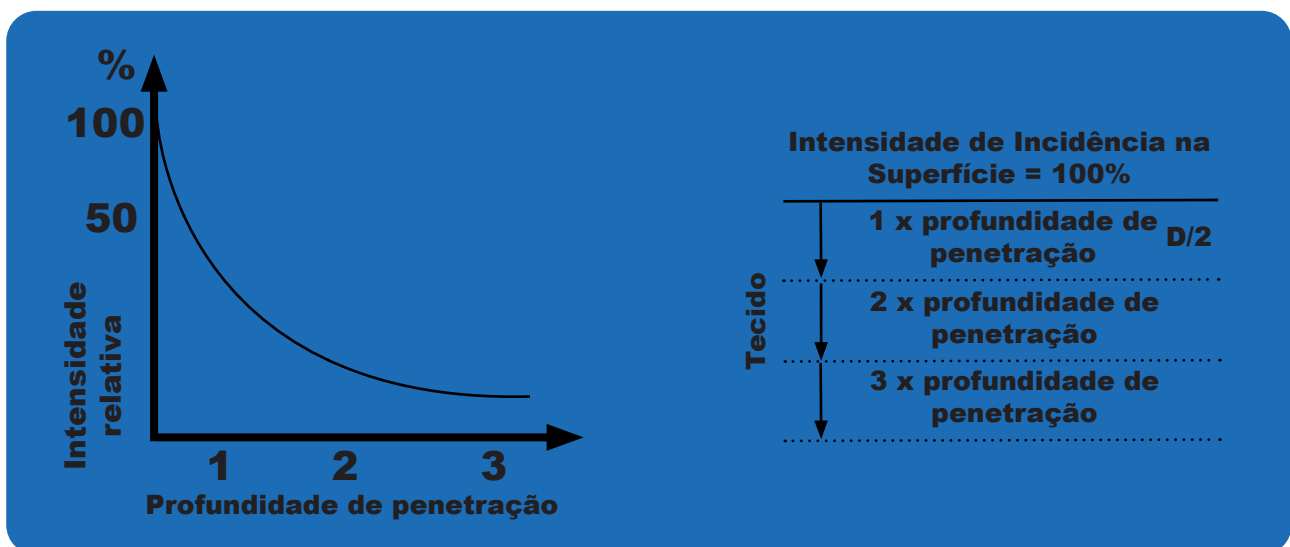 %
100
50
Intensidade
relativa
1 2 3
Profundidade de penetração
Intensidade de Incidência na
Superfície = 100%
Tecido
1 x profundidade de
penetração
D/2
2 x profundidade de
penetração
3 x profundidade de
penetração